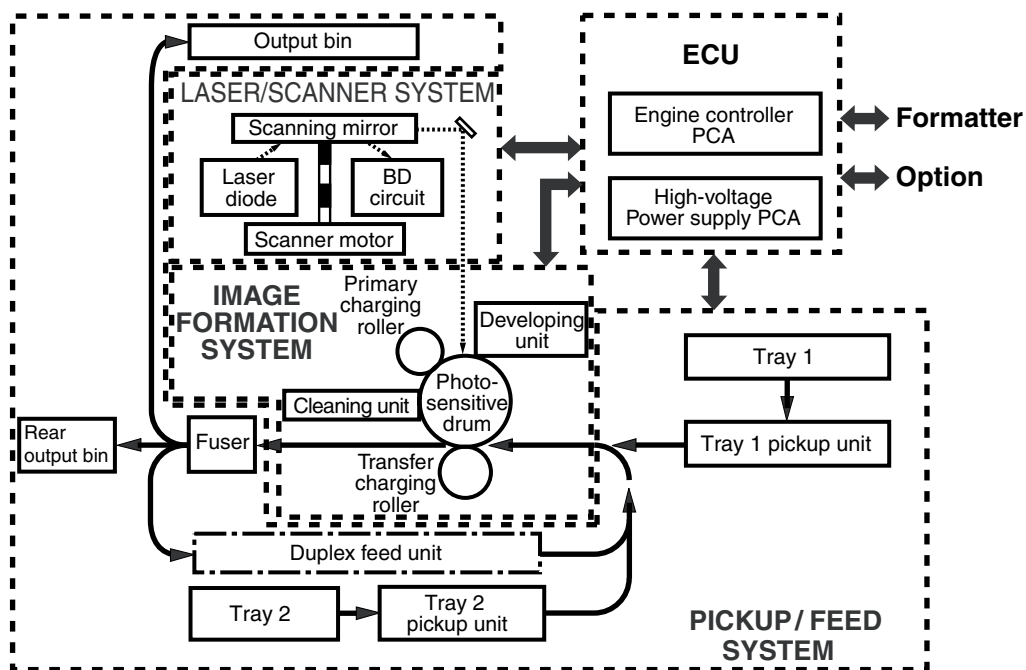 Output bin
LASER/SCANNER SYSTEM
Scanning mirror
Laser
diode
BD
circuit
Scanner motor
ECU
Engine controller
PCA
High-voltage
Power supply PCA
Formatter
Option
IMAGE
FORMATION
SYSTEM
Primary
charging
roller
Developing
unit
Photo-
sensitive
drum
Cleaning unit
Transfer
charging
roller
Tray 1
Tray 1 pickup unit
Rear
output bin
Fuser
Duplex feed unit
Tray 2
Tray 2
pickup unit
PICKUP/ FEED
SYSTEM